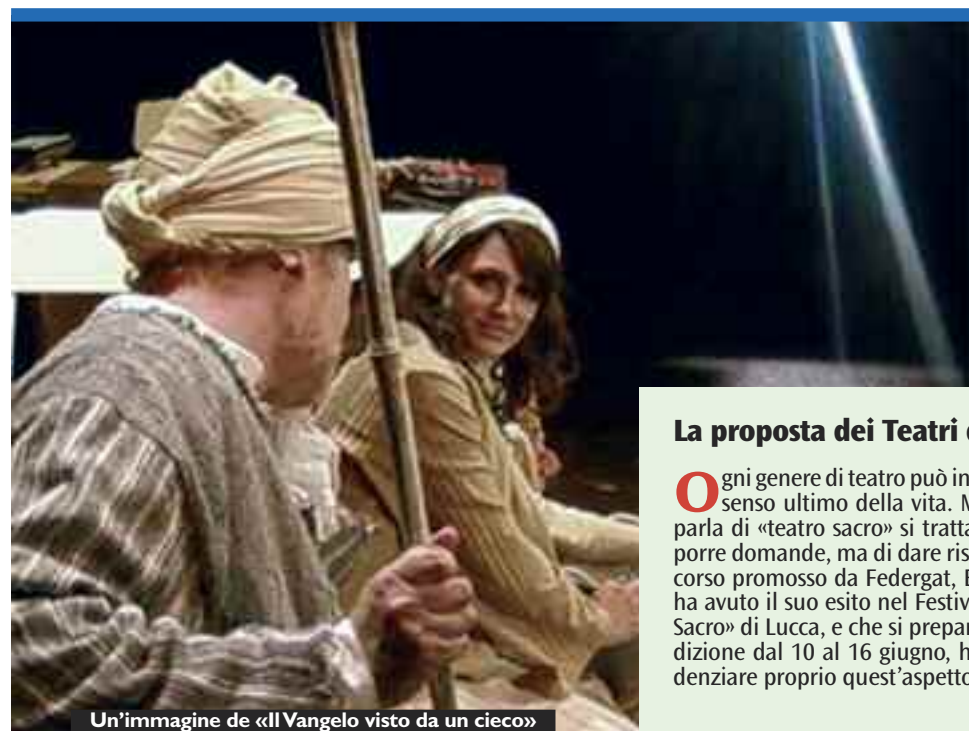 La proposta dei Teatri
Ogni genere di teatro può in
senso ultimo della vita. M
parla di «teatro sacro» si tratta
porre domande, ma di dare ris
corso promosso da Federgat, E
ha avuto il suo esito nel Festiv
Sacro» di Lucca, e che si prepar
dizione dal 10 al 16 giugno, h
denziare proprio quest'aspetto
Un'immagine de «Il Vangelo visto da un cieco»